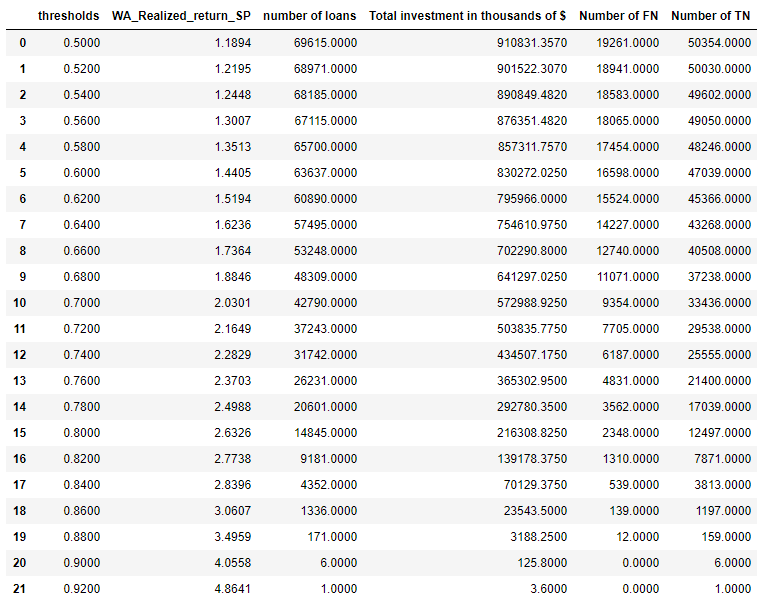 thresholds WA_Realized_return_SP number of loans Total investment in thousands of $ Number of FN Number of TN
0 0.5000 1.1894 69615.0000 910831.3570 19261.0000 50354.0000
1 0.5200 1.2195 68971.0000 901522.3070 18941.0000 50030.0000
2 0.5400 1.2448 68185.0000 890849.4820 18583.0000 49602.0000
3 0.5600 1.3007 67115.0000 876351.4820 18065.0000 49050.0000
4 0.5800 1.3513 65700.0000 857311.7570 17454.0000 48246.0000
5 0.6000 1.4405 63637.0000 830272.0250 16598.0000 47039.0000
6 0.6200 1.5194 60890.0000 795966.0000 15524.0000 45366.0000
7 0.6400 1.6236 57495.0000 754610.9750 14227.0000 43268.0000
8 0.6600 1.7364 53248.0000 702290.8000 12740.0000 40508.0000
9 0.6800 1.8846 48309.0000 641297.0250 11071.0000 37238.0000
10 0.7000 2.0301 42790.0000 572988.9250 9354.0000 33436.0000
11 0.7200 2.1649 37243.0000 503835.7750 7705.0000 29538.0000
12 0.7400 2.2829 31742.0000 434507.1750 6187.0000 25555.0000
13 0.7600 2.3703 26231.0000 365302.9500 4831.0000 21400.0000
14 0.7800 2.4988 20601.0000 292780.3500 3562.0000 17039.0000
15 0.8000 2.6326 14845.0000 216308.8250 2348.0000 12497.0000
16 0.8200 2.7738 9181.0000 139178.3750 1310.0000 7871.0000
17 0.8400 2.8396 4352.0000 70129.3750 539.0000 3813.0000
18 0.8600 3.0607 1336.0000 23543.5000 139.0000 1197.0000
19 0.8800 3.4959 171.0000 3188.2500 12.0000 159.0000
20 0.9000 4.0558 6.0000 125.8000 0.0000 6.0000
21 0.9200 4.8641 1.0000 3.6000 0.0000 1.0000